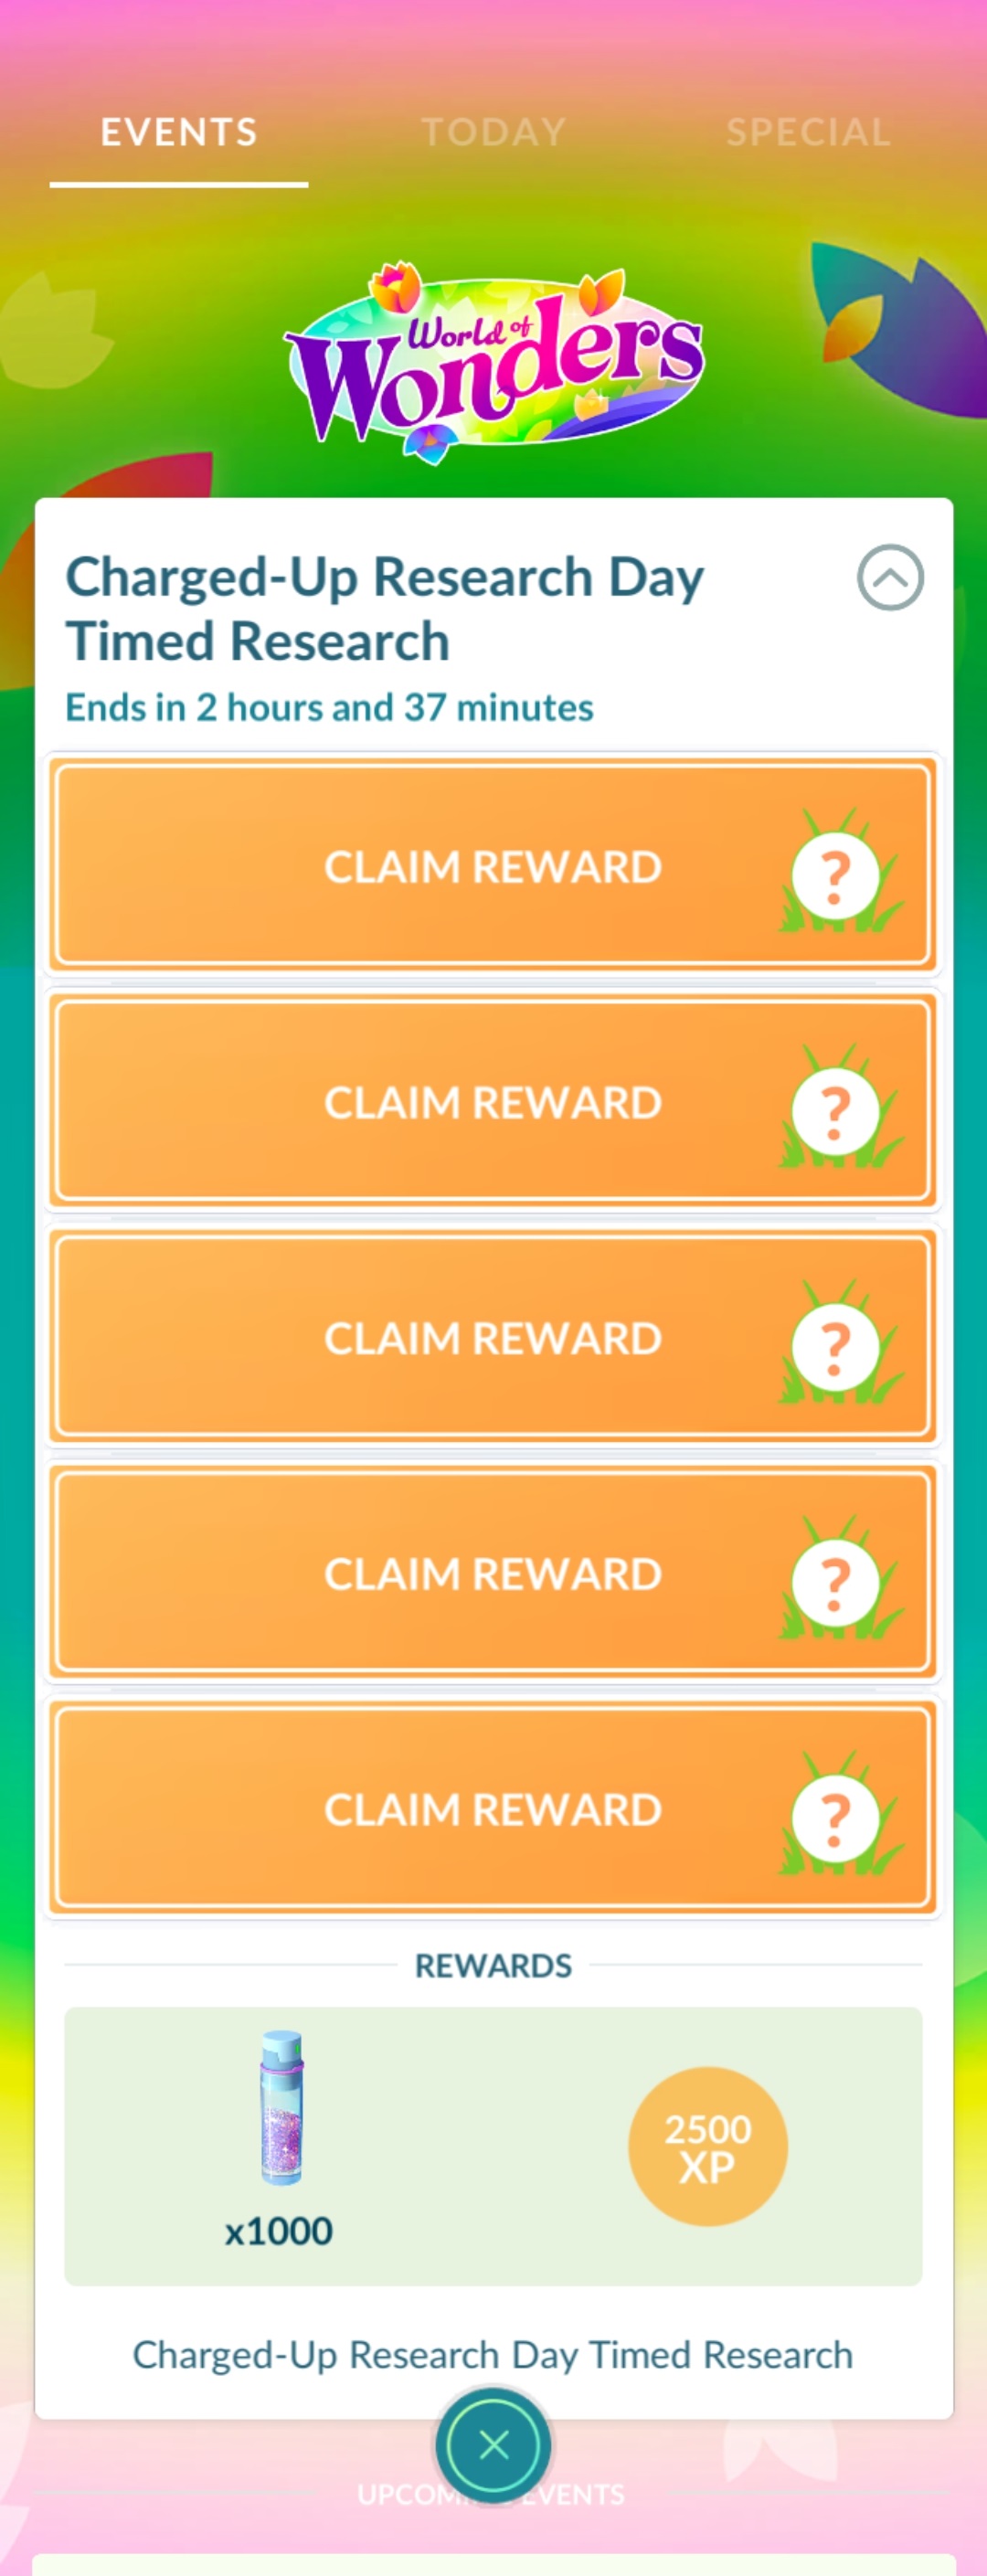 EVENTS TODAY SPECIAL
World of
Wonders
Charged-Up Research Day
Timed Research
Ends in 2 hours and 37 minutes
CLAIM REWARD ?
CLAIM REWARD ?
CLAIM REWARD ?
CLAIM REWARD ?
CLAIM REWARD ?
REWARDS
2500
XP
x1000
Charged-Up Research Day Timed Research
EVENTS